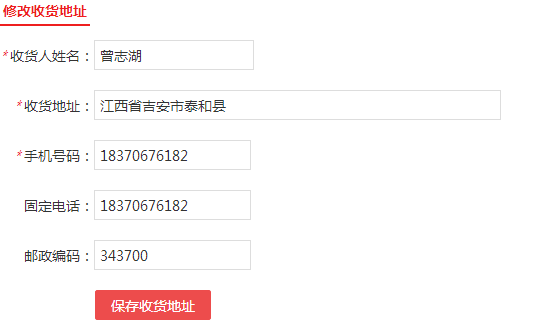 修改收货地址
*收货人姓名：曾志湖
*收货地址：江西省吉安市泰和县
*手机号码：18370676182
固定电话：18370676182
邮政编码：343700
保存收货地址